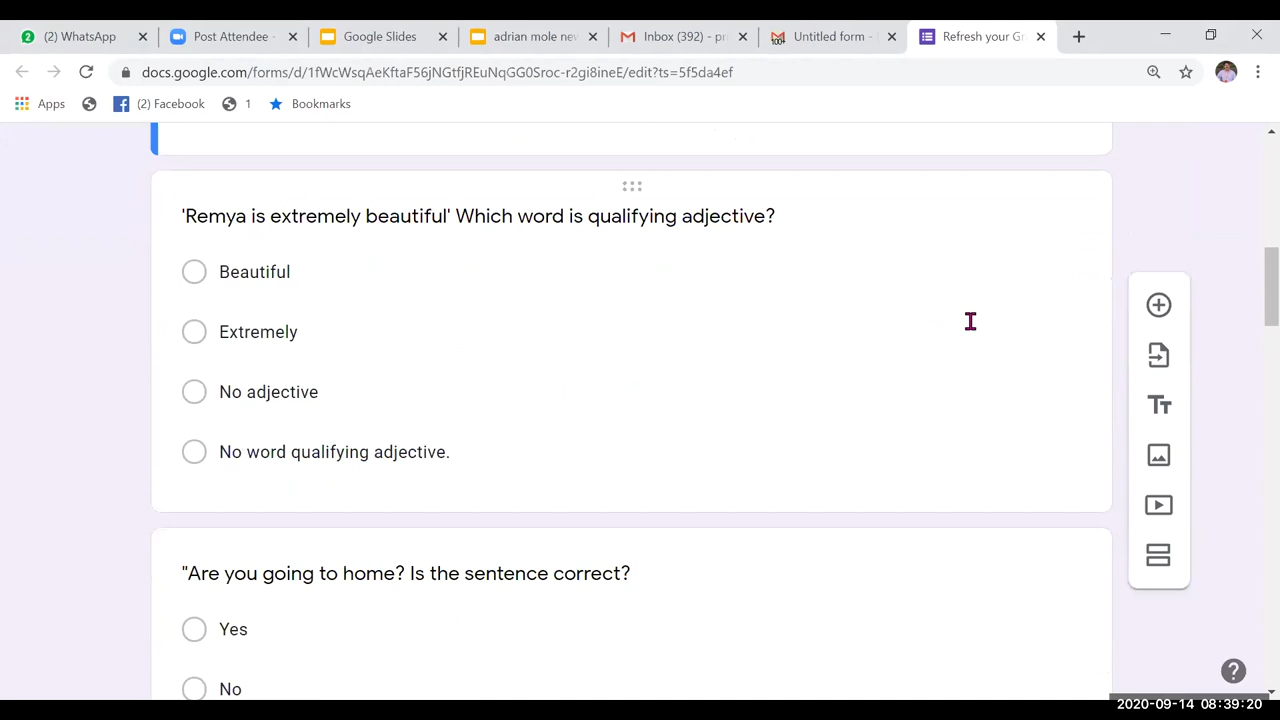 (2) WhatsApp
Post Attendee -
Google Slides
adrian mole new
Inbox (392) - pr
100+
Untitled form -
Refresh your Gr
docs.google.com/forms/d/1fWcWsqAeKftaF56jNGtfjREuNqGG0Sroc-r2gi8ineE/edit?ts=5f5da4ef
Apps
(2) Facebook
1
Bookmarks
'Remya is extremely beautiful' Which word is qualifying adjective?
Beautiful
Extremely
No adjective
No word qualifying adjective.
"Are you going to home? Is the sentence correct?
Yes
No
2020-09-14 08:39:20